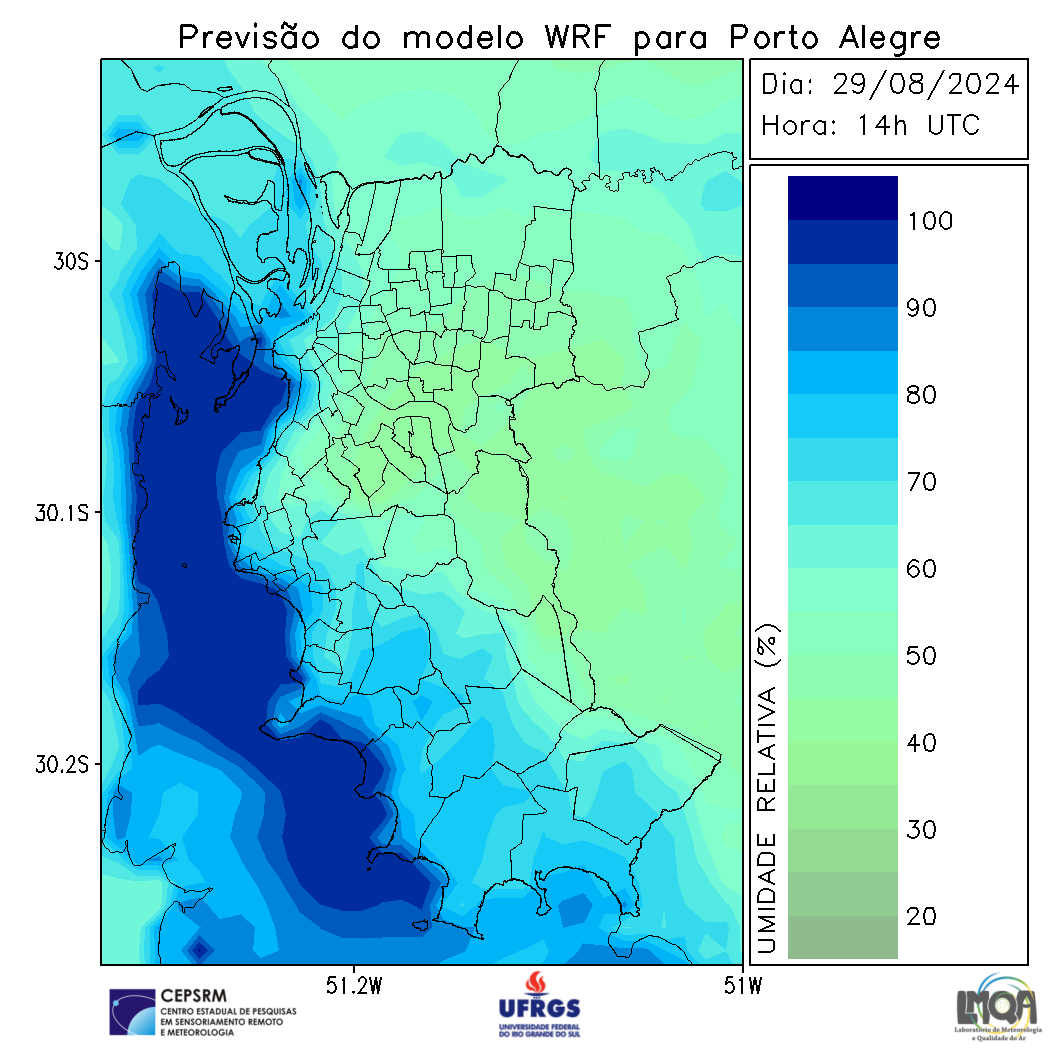 Previsão do modelo WRF para Porto Alegre
Dia: 29/08/2024
Hora: 14h UTC
30S
30.1S
30.2S
51.2W
51W
100
90
80
70
60
50
40
30
20
UMIDADE RELATIVA (%)
CEPSRM
CENTRO ESTADUAL DE PESQUISAS
EM SENSORIAMENTO REMOTO
E METEOROLOGIA
UFRGS
UNIVERSIDADE FEDERAL
DO RIO GRANDE DO SUL
LMQA
Laboratório de Meteorologia
e Qualidade do Ar